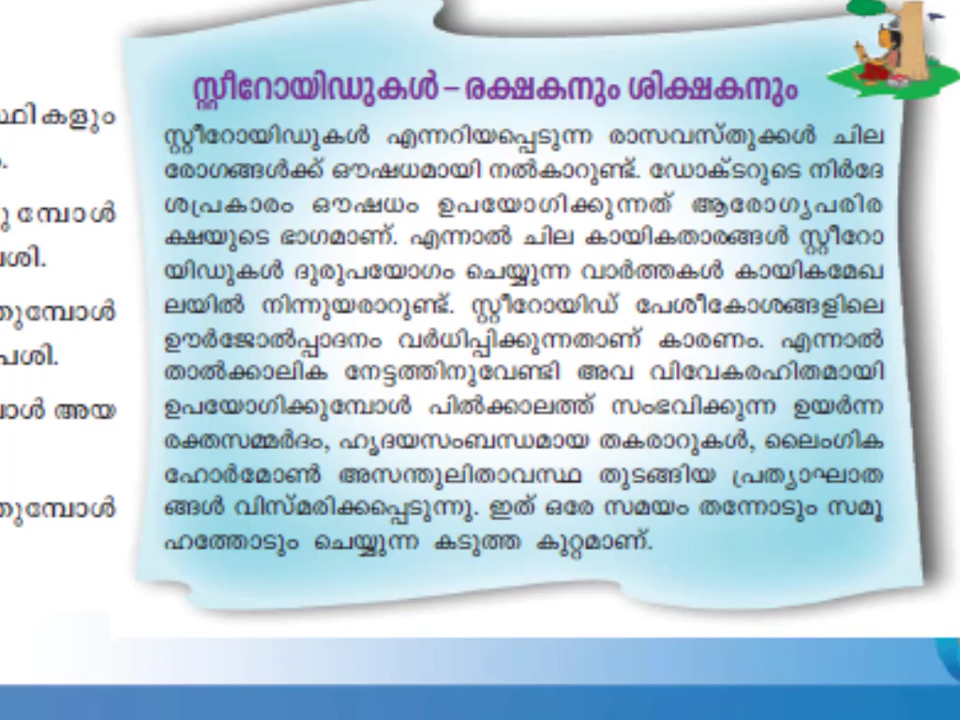 ഥികളും
സ്റ്റീറോയിഡുകൾ – രക്ഷകനും ശിക്ഷകനും
സ്റ്റീറോയിഡുകൾ എന്നറിയപ്പെടുന്ന രാസവസ്തുക്കൾ ചില
രോഗങ്ങൾക്ക് ഔഷധമായി നൽകാറുണ്ട്. ഡോക്ടറുടെ നിർദേ
ശപ്രകാരം ഔഷധം ഉപയോഗിക്കുന്നത് ആരോഗ്യപരിര
ക്ഷയുടെ ഭാഗമാണ്. എന്നാൽ ചില കായികതാരങ്ങൾ സ്റ്റീറോ
യിഡുകൾ ദുരുപയോഗം ചെയ്യുന്ന വാർത്തകൾ കായികമേഖ
ലയിൽ നിന്നുയരാറുണ്ട്. സ്റ്റീറോയിഡ് പേശീകോശങ്ങളിലെ
ഊർജോൽപ്പാദനം വർധിപ്പിക്കുന്നതാണ് കാരണം. എന്നാൽ
താൽക്കാലിക നേട്ടത്തിനുവേണ്ടി അവ വിവേകരഹിതമായി
ഉപയോഗിക്കുമ്പോൾ പിൽക്കാലത്ത് സംഭവിക്കുന്ന ഉയർന്ന
രക്തസമ്മർദം, ഹൃദയസംബന്ധമായ തകരാറുകൾ, ലൈംഗിക
ഹോർമോൺ അസന്തുലിതാവസ്ഥ തുടങ്ങിയ പ്രത്യാഘാത
ങ്ങൾ വിസ്മരിക്കപ്പെടുന്നു. ഇത് ഒരേ സമയം തന്നോടും സമൂ
ഹത്തോടും ചെയ്യുന്ന കടുത്ത കുറ്റമാണ്.
ു മ്പോൾ
ശി.
തുമ്പോൾ
പേശി.
ോൾ അയ
തുമ്പോൾ